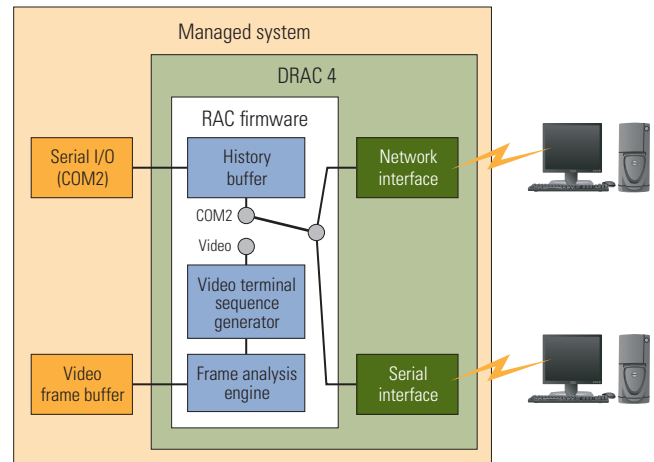 Managed system
DRAC 4
RAC firmware
Serial I/O
(COM2)
History
buffer
Network
interface
COM2
Video
Video terminal
sequence
generator
Video
frame buffer
Frame analysis
engine
Serial
interface